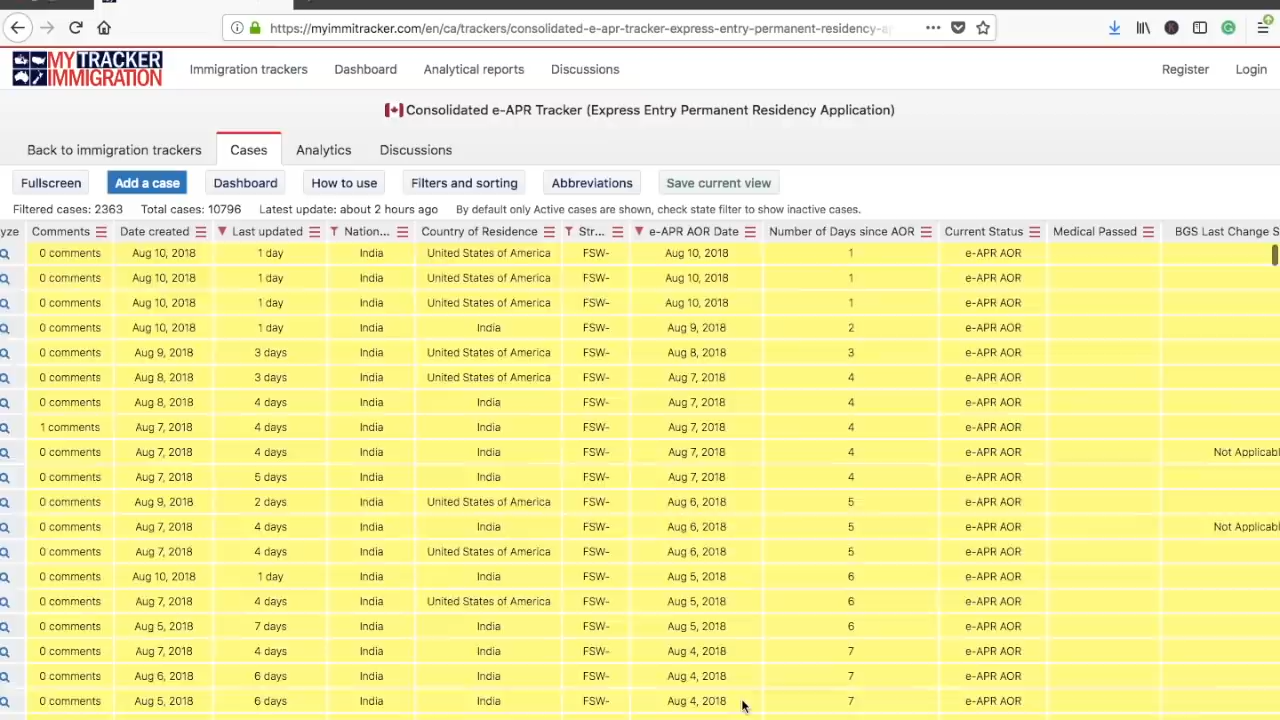 https://myimmitracker.com/en/ca/trackers/consolidated-e-apr-tracker-express-entry-permanent-residency-ap
MYTRACKER IMMIGRATION
Immigration trackers Dashboard Analytical reports Discussions Register Login
Consolidated e-APR Tracker (Express Entry Permanent Residency Application)
Back to immigration trackers Cases Analytics Discussions
Fullscreen Add a case Dashboard How to use Filters and sorting Abbreviations Save current view
Filtered cases: 2363 Total cases: 10796 Latest update: about 2 hours ago By default only Active cases are shown, check state filter to show inactive cases.
yze Comments Date created Last updated Nation... Country of Residence Str... e-APR AOR Date Number of Days since AOR Current Status Medical Passed BGS Last Change S
0 comments Aug 10, 2018 1 day India United States of America FSW- Aug 10, 2018 1 e-APR AOR
0 comments Aug 10, 2018 1 day India United States of America FSW- Aug 10, 2018 1 e-APR AOR
0 comments Aug 10, 2018 1 day India United States of America FSW- Aug 10, 2018 1 e-APR AOR
0 comments Aug 10, 2018 1 day India India FSW- Aug 9, 2018 2 e-APR AOR
0 comments Aug 9, 2018 3 days India United States of America FSW- Aug 8, 2018 3 e-APR AOR
0 comments Aug 8, 2018 3 days India United States of America FSW- Aug 7, 2018 4 e-APR AOR
0 comments Aug 8, 2018 4 days India India FSW- Aug 7, 2018 4 e-APR AOR
1 comments Aug 7, 2018 4 days India India FSW- Aug 7, 2018 4 e-APR AOR
0 comments Aug 7, 2018 4 days India India FSW- Aug 7, 2018 4 e-APR AOR Not Applicabl
0 comments Aug 7, 2018 5 days India India FSW- Aug 7, 2018 4 e-APR AOR
0 comments Aug 9, 2018 2 days India United States of America FSW- Aug 6, 2018 5 e-APR AOR
0 comments Aug 7, 2018 4 days India India FSW- Aug 6, 2018 5 e-APR AOR Not Applicabl
0 comments Aug 7, 2018 4 days India United States of America FSW- Aug 6, 2018 5 e-APR AOR
0 comments Aug 10, 2018 1 day India India FSW- Aug 5, 2018 6 e-APR AOR
0 comments Aug 7, 2018 4 days India United States of America FSW- Aug 5, 2018 6 e-APR AOR
0 comments Aug 5, 2018 7 days India India FSW- Aug 5, 2018 6 e-APR AOR
0 comments Aug 7, 2018 4 days India India FSW- Aug 4, 2018 7 e-APR AOR
0 comments Aug 6, 2018 6 days India India FSW- Aug 4, 2018 7 e-APR AOR
0 comments Aug 5, 2018 6 days India India FSW- Aug 4, 2018 7 e-APR AOR